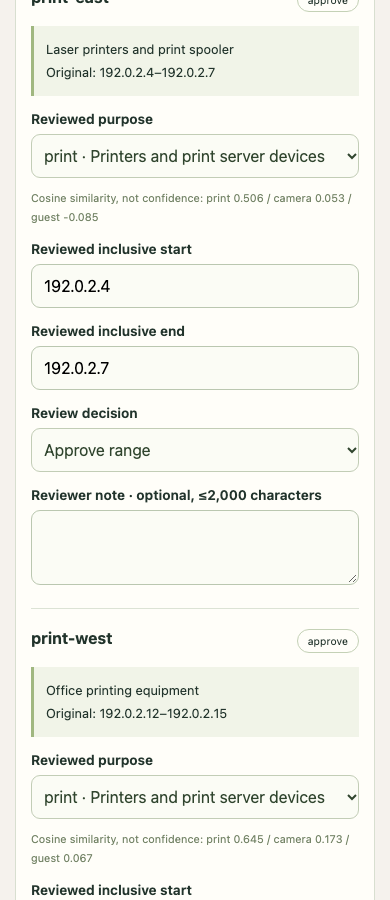 print-east
approve
Laser printers and print spooler
Original: 192.0.2.4–192.0.2.7
Reviewed purpose
print · Printers and print server devices
Cosine similarity, not confidence: print 0.506 / camera 0.053 /
guest -0.085
Reviewed inclusive start
192.0.2.4
Reviewed inclusive end
192.0.2.7
Review decision
Approve range
Reviewer note · optional, ≤2,000 characters
print-west
approve
Office printing equipment
Original: 192.0.2.12–192.0.2.15
Reviewed purpose
print · Printers and print server devices
Cosine similarity, not confidence: print 0.645 / camera 0.173 /
guest 0.067
Reviewed inclusive start